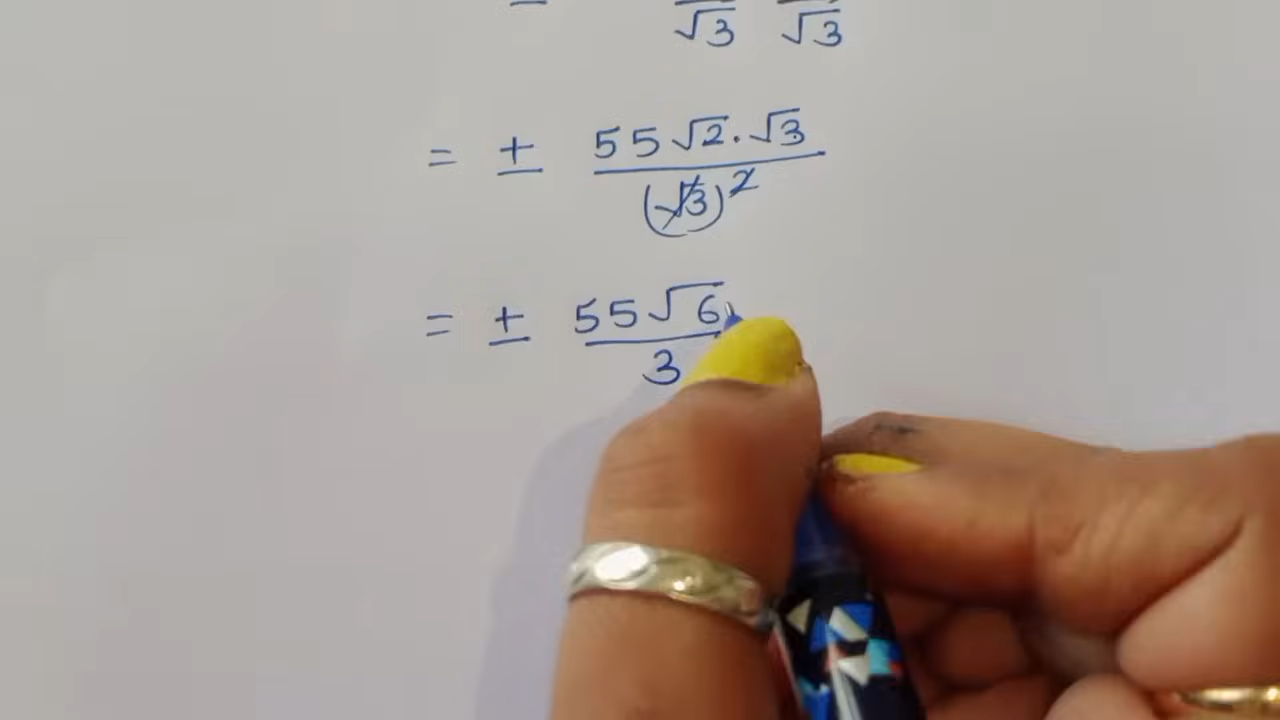 = √3 √3
= ± 55√2.√3 / (√3)²
= ± 55√6 / 3